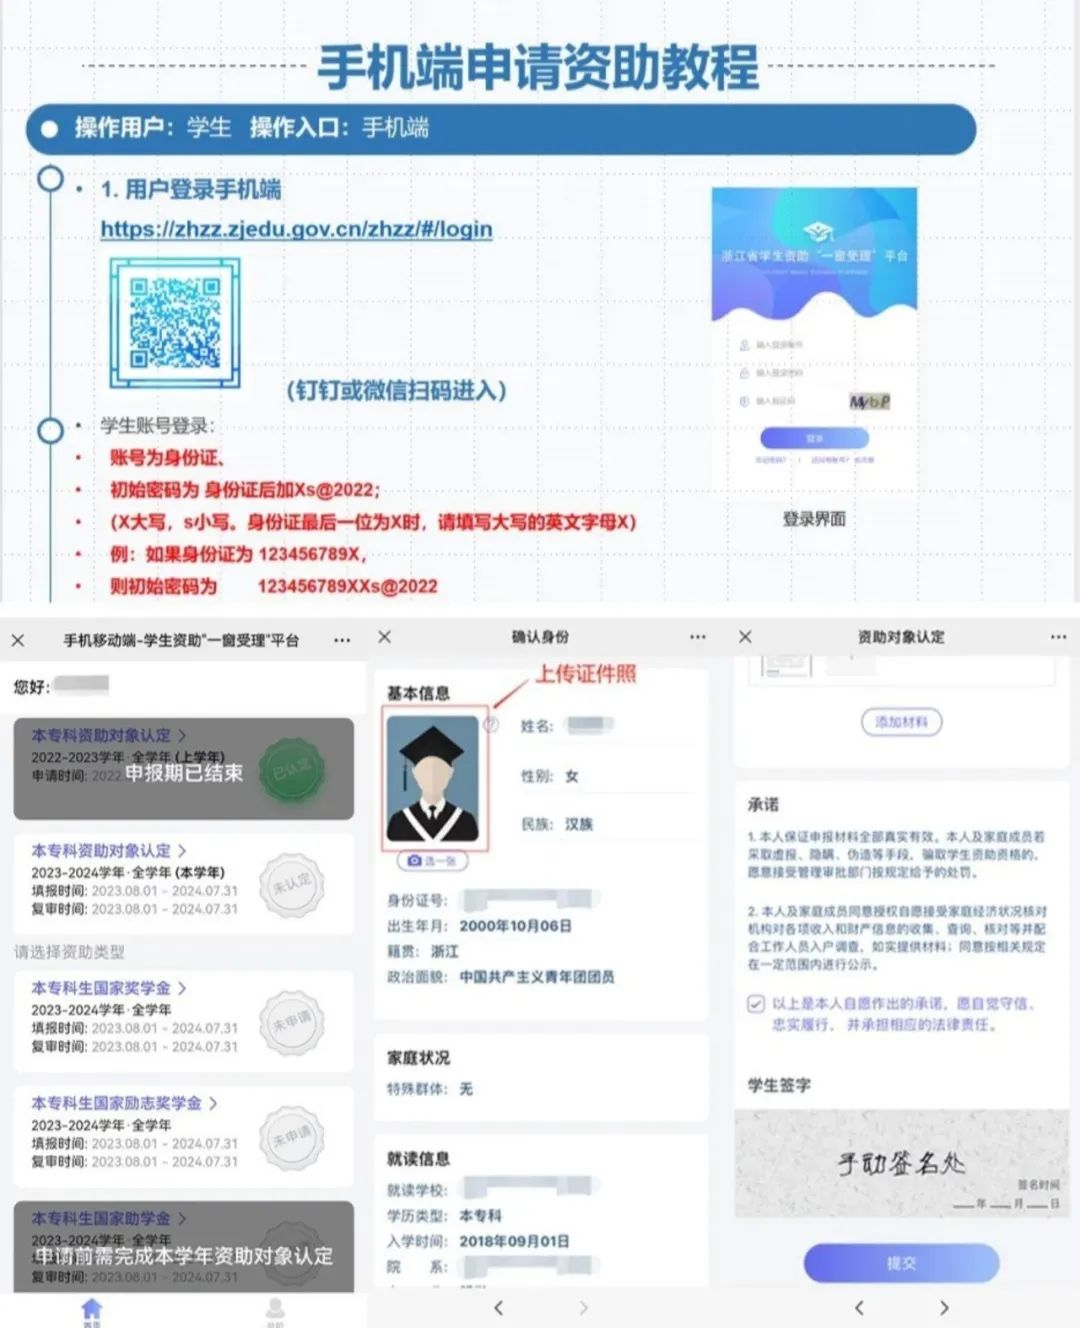 手机端申请资助教程
操作用户：学生 操作入口：手机端
1. 用户登录手机端
https://zhzz.zjedu.gov.cn/zhzz/#/login
（钉钉或微信扫码进入）
学生账号登录：
账号为身份证、
初始密码为 身份证后加Xs@2022；
（X大写，s小写。身份证最后一位为X时，请填写大写的英文字母X）
例：如果身份证为 123456789X，
则初始密码为 123456789XXs@2022
浙江省学生资助“一窗受理”平台
登录
登录界面
手机移动端-学生资助"一窗受理"平台
您好：
本专科资助对象认定 >
2022-2023学年·全学年 (上学年)
申请时间: 2022.
申报期已结束
已认定
本专科资助对象认定 >
2023-2024学年·全学年 (本学年)
填报时间: 2023.08.01 - 2024.07.31
复审时间: 2023.08.01 - 2024.07.31
未认定
请选择资助类型
本专科生国家奖学金 >
2023-2024学年·全学年
填报时间: 2023.08.01 - 2024.07.31
复审时间: 2023.08.01 - 2024.07.31
未申请
本专科生国家励志奖学金 >
2023-2024学年·全学年
填报时间: 2023.08.01 - 2024.07.31
复审时间: 2023.08.01 - 2024.07.31
未申请
本专科生国家助学金 >
2023-2024学年·全学年
申请前需完成本学年资助对象认定
复审时间: 2023.08.01 - 2024.07.31
首页
确认身份
上传证件照
基本信息
姓名：
性别： 女
民族： 汉族
选一张
身份证号：
出生年月： 2000年10月06日
籍贯： 浙江
政治面貌： 中国共产主义青年团团员
家庭状况
特殊群体： 无
就读信息
就读学校：
学历类型： 本专科
入学时间： 2018年09月01日
院 系：
资助对象认定
添加材料
承诺
1. 本人保证申报材料全部真实有效。本人及家庭成员若
采取虚报、隐瞒、伪造等手段，骗取学生资助资格的，
愿意接受管理审批部门按规定给予的处罚。
2. 本人及家庭成员同意授权自愿接受家庭经济状况核对
机构对各项收入和财产信息的收集、查询、核对等并配
合工作人员入户调查，如实提供材料；同意按相关规定
在一定范围内进行公示。
以上是本人自愿作出的承诺，愿自觉守信、
忠实履行， 并承担相应的法律责任。
学生签字
手动签名处
签名时间
年 月 日
提交